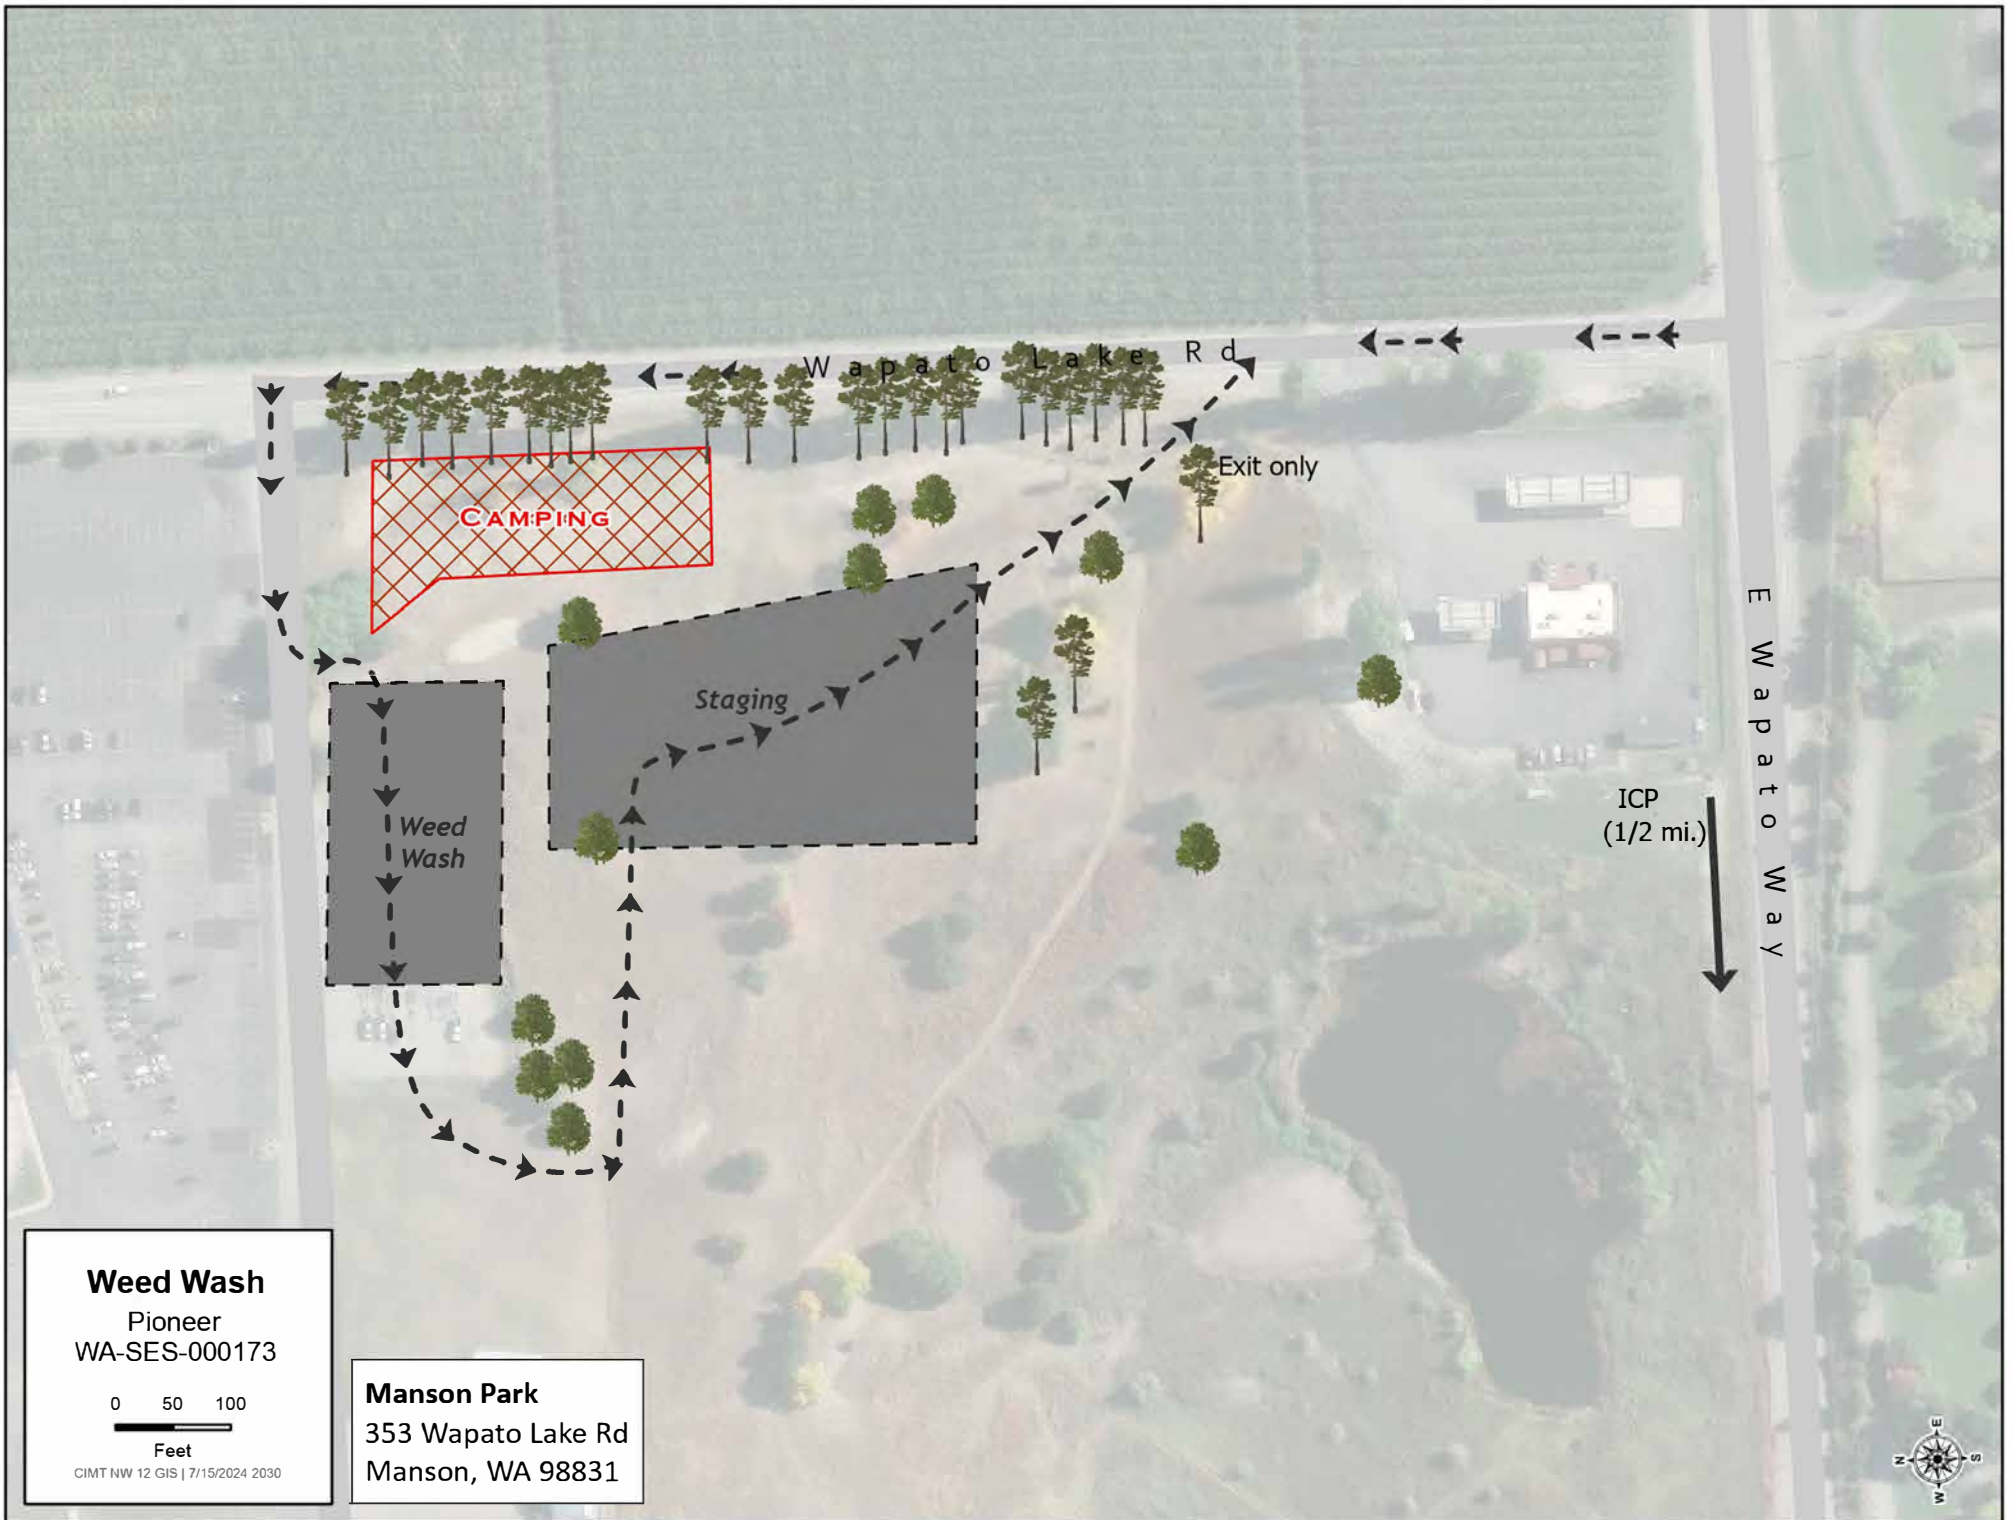 Wapato Lake Rd
Exit only
CAMPING
E Wapato Way
Staging
ICP
(1/2 mi.)
Weed
Wash
Weed Wash
Pioneer
WA-SES-000173
0 50 100
Feet
CIMT NW 12 GIS | 7/15/2024 2030
Manson Park
353 Wapato Lake Rd
Manson, WA 98831
E
N S
W